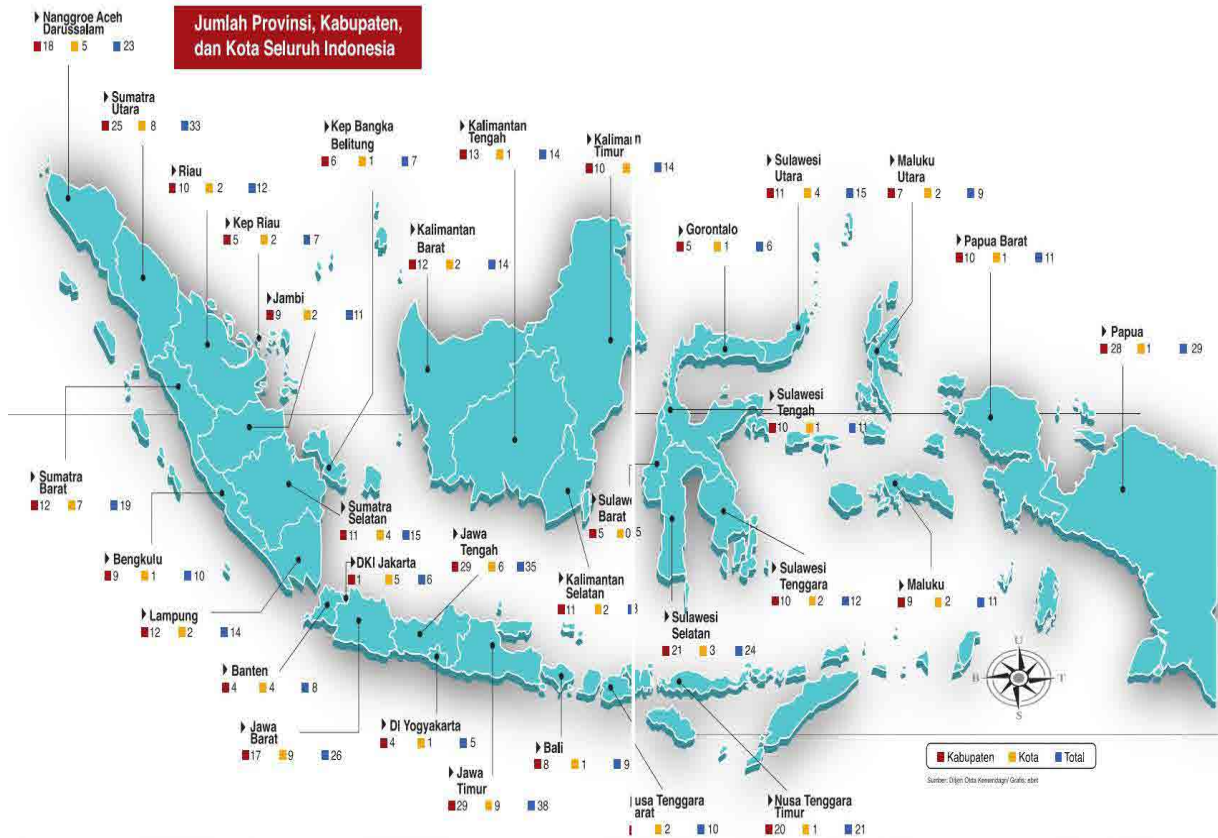 Jumlah Provinsi, Kabupaten,
dan Kota Seluruh Indonesia
Nanggroe Aceh
Darussalam
18 5 23
Sumatra
Utara
25 8 33
Riau
10 2 12
Kep Riau
5 2 7
Jambi
9 2 11
Kep Bangka
Belitung
6 1 7
Kalimantan
Barat
12 2 14
Kalimantan
Tengah
13 1 14
Kaliman
Timur
10 14
Gorontalo
5 1 6
Sulawesi
Utara
11 4 15
Maluku
Utara
7 2 9
Papua Barat
10 1 11
Papua
28 1 29
Sulawesi
Tengah
10 1 11
Sumatra
Barat
12 7 19
Bengkulu
9 1 10
Lampung
12 2 14
Sumatra
Selatan
11 4 15
DKI Jakarta
1 5 6
Jawa
Tengah
29 6 35
Sulaw
Barat
5 0 5
Kalimantan
Selatan
11 2
Sulawesi
Selatan
21 3 24
Sulawesi
Tenggara
10 2 12
Maluku
9 2 11
Banten
4 4 8
Jawa
Barat
17 9 26
DI Yogyakarta
4 1 5
Jawa
Timur
29 9 38
Bali
8 1 9
usa Tenggara
arat
2 10
Nusa Tenggara
Timur
20 1 21
U
B T
S
Kabupaten Kota Total